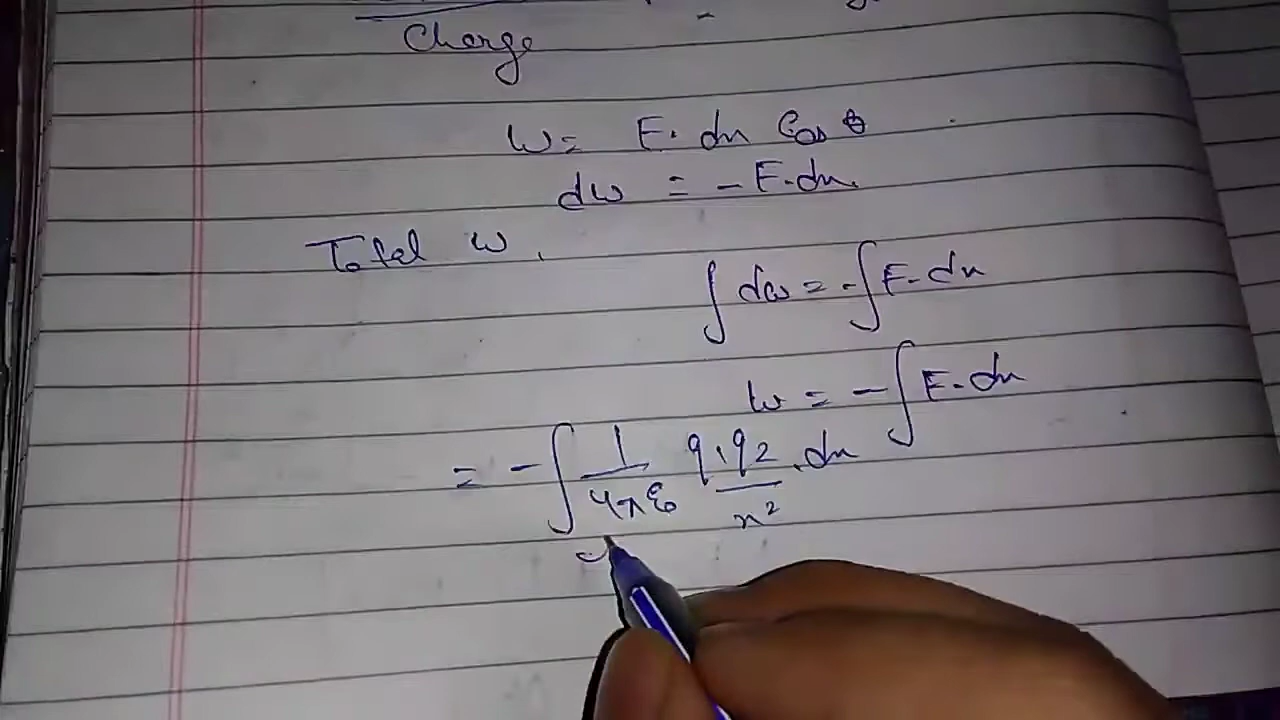 Charge
W = F. dx Cos θ
dw = - F. dx.
Total w,
∫ dw = -∫ F. dx
w = - ∫ F. dx
= - ∫ 1/4πε₀ q₁q₂/x² . dx